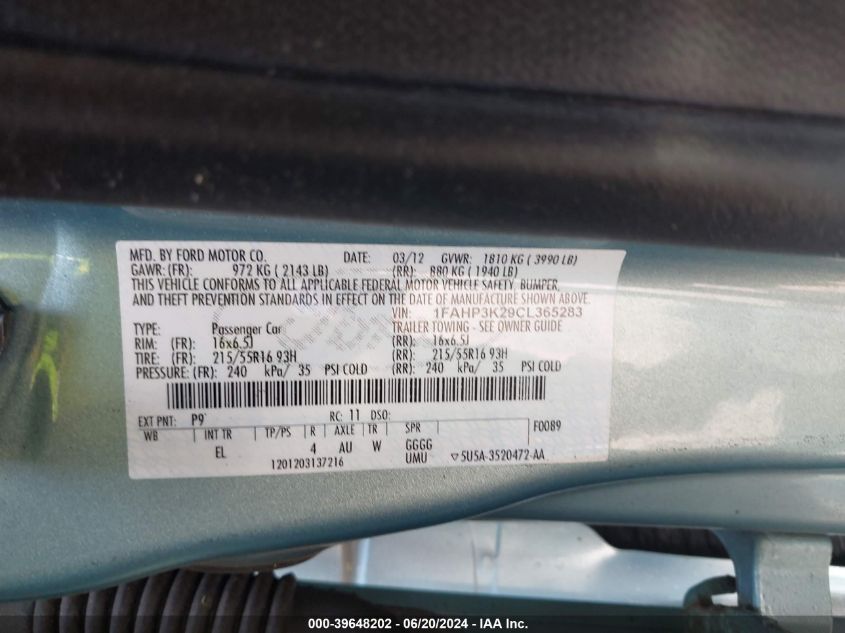 MFD. BY FORD MOTOR CO. DATE: 03/12 GVWR: 1810 KG ( 3990 LB)
GAWR: (FR): 972 KG ( 2143 LB) (RR): 880 KG ( 1940 LB)
THIS VEHICLE CONFORMS TO ALL APPLICABLE FEDERAL MOTOR VEHICLE SAFETY, BUMPER,
AND THEFT PREVENTION STANDARDS IN EFFECT ON THE DATE OF MANUFACTURE SHOWN ABOVE.
VIN: 1FAHP3K29CL365283
TYPE: Passenger Car TRAILER TOWING - SEE OWNER GUIDE
RIM: (FR): 16x6.5J (RR): 16x6.5J
TIRE: (FR): 215/55R16 93H (RR): 215/55R16 93H
PRESSURE: (FR): 240 kPa/ 35 PSI COLD (RR): 240 kPa/ 35 PSI COLD
EXT PNT: P9 RC: 11 DSO: F0089
WB INT TR TP/PS R AXLE TR SPR
EL 4 AU W GGGG
1201203137216 UMU ▽5U5A-3520472-AA
000-39648202 - 06/20/2024 - IAAI.com